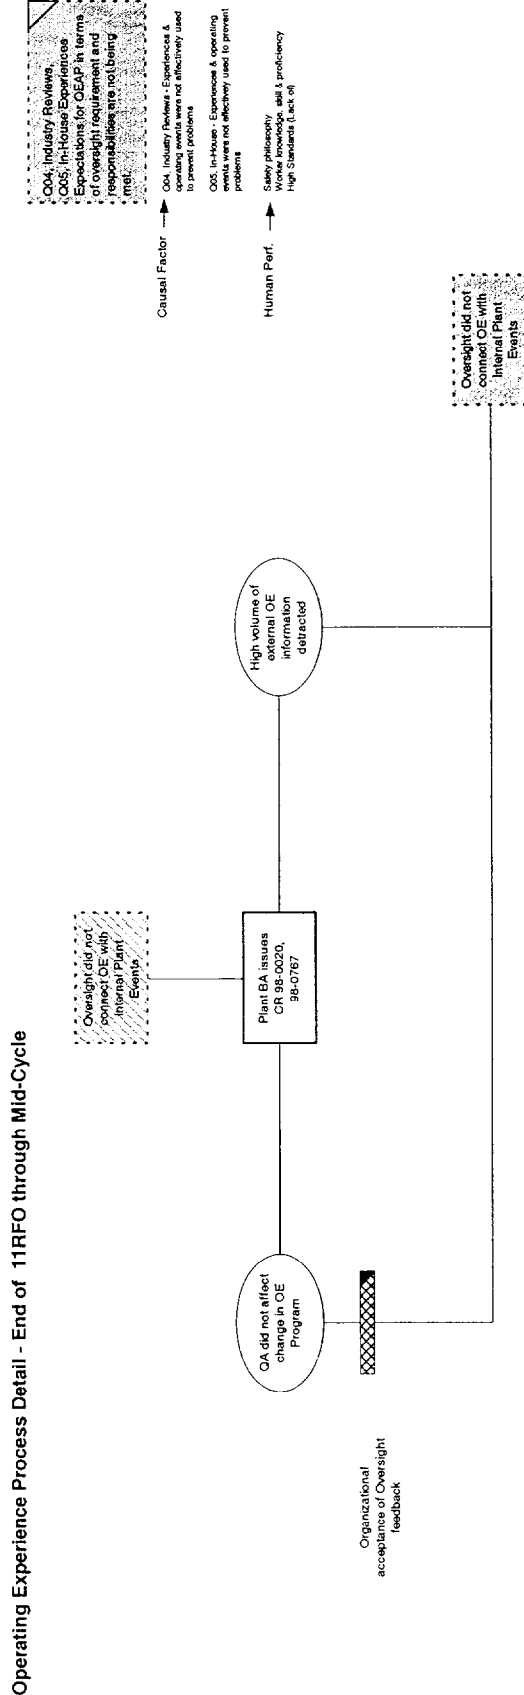 Operating Experience Process Detail - End of 11RFO through Mid-Cycle
Q04, Industry Reviews,
Q05, In-House Experiences
Expectations for OEAP in terms
of oversight requirement and
responsibilities are not being
met.
Causal Factor
Q04, Industry Reviews - Experiences &
operating events were not effectively used
to prevent problems
Q05, In-House - Experiences & operating
events were not effectively used to prevent
problems
Human Perf.
Safety philosophy
Worker knowledge, skill & proficiency
High Standards (Lack of)
Oversight did not
connect OE with
Internal Plant
Events
QA did not affect
change in OE
Program
Plant BA issues
CR 98-0020,
98-0767
High volume of
external OE
information
detracted
Organizational
acceptance of Oversight
feedback
Oversight did not
connect OE with
Internal Plant
Events